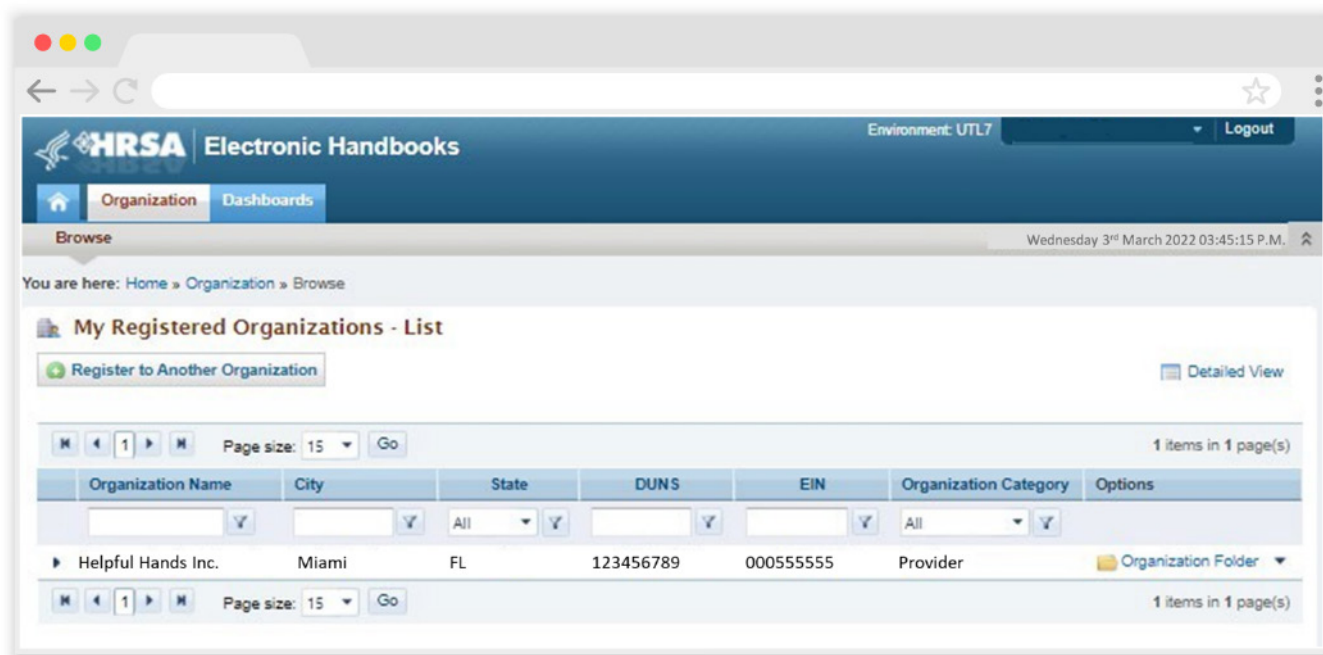 HRSA Electronic Handbooks
Environment: UTL7
Logout
Organization Dashboards
Browse
Wednesday 3rd March 2022 03:45:15 P.M.
You are here: Home » Organization » Browse
My Registered Organizations - List
Register to Another Organization
Detailed View
1 Page size: 15 Go 1 items in 1 page(s)
Organization Name City State DUNS EIN Organization Category Options
All All
Helpful Hands Inc. Miami FL 123456789 000555555 Provider Organization Folder
1 Page size: 15 Go 1 items in 1 page(s)